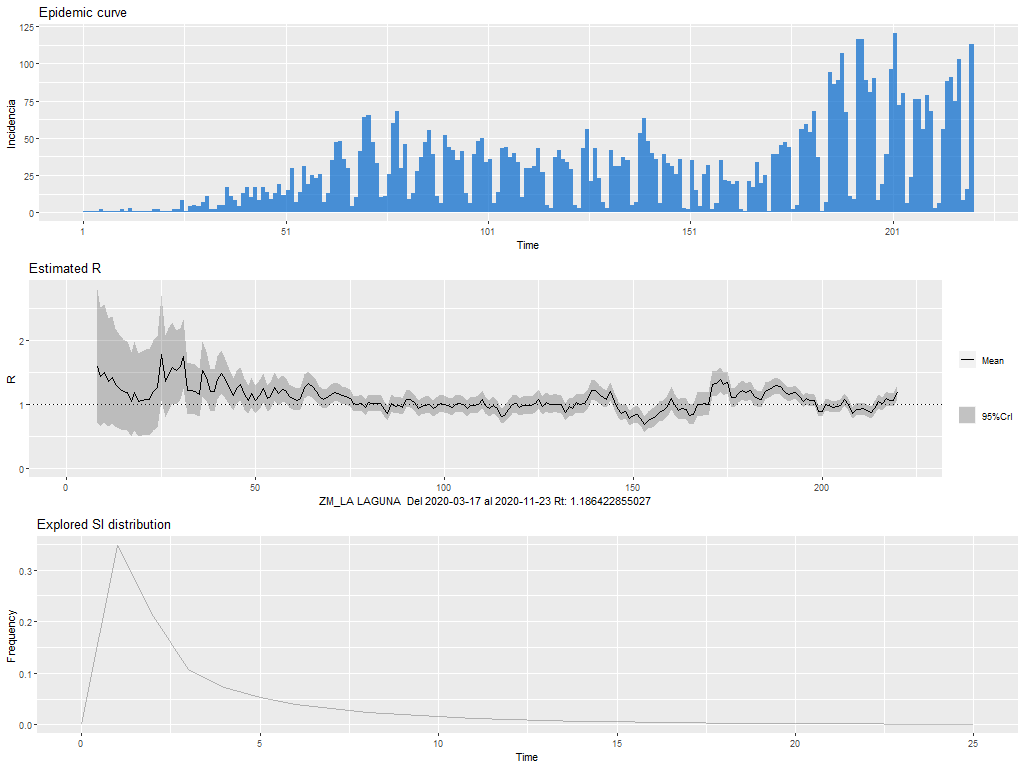 Epidemic curve
125
100
75
50
25
0
Incidencia
1
51
101
151
201
Time
Estimated R
2
1
0
R
Mean
95%CrI
0
50
100
150
200
ZM_LA LAGUNA Del 2020-03-17 al 2020-11-23 Rt: 1.186422855027
Explored SI distribution
0.3
0.2
0.1
0.0
Frequency
0
5
10
15
20
25
Time